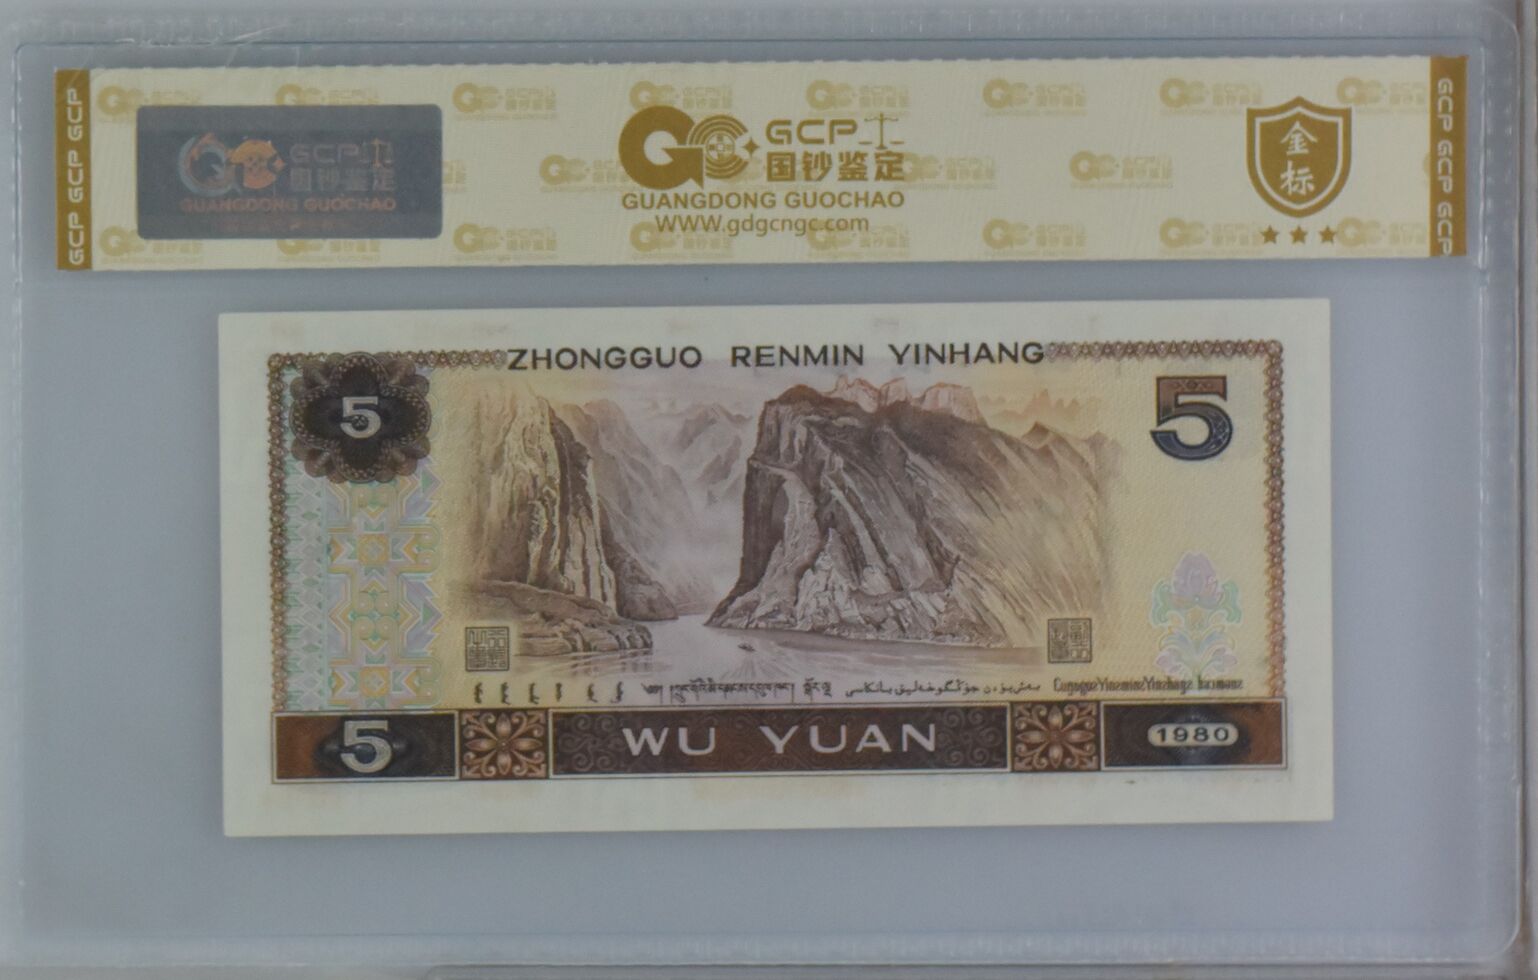 GCP GCP GCP
GCP
国钞鉴定
GUANGDONG GUOCHAO
GCP
国钞鉴定
GUANGDONG GUOCHAO
WWW.gdgcngc.com
金标
GCP GCP GCP
ZHONGGUO RENMIN YINHANG
5
5
5
WU YUAN
1980